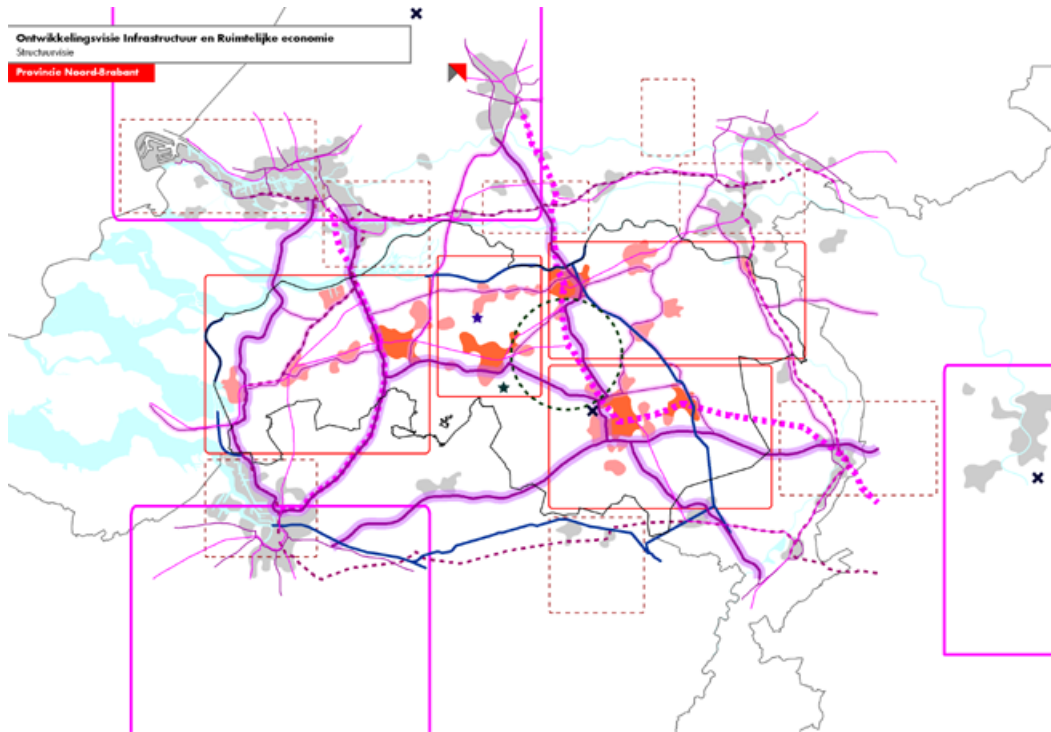 Ontwikkelingsvisie Infrastructuur en Ruimtelijke economie
Structuurvisie
Provincie Noord-Brabant